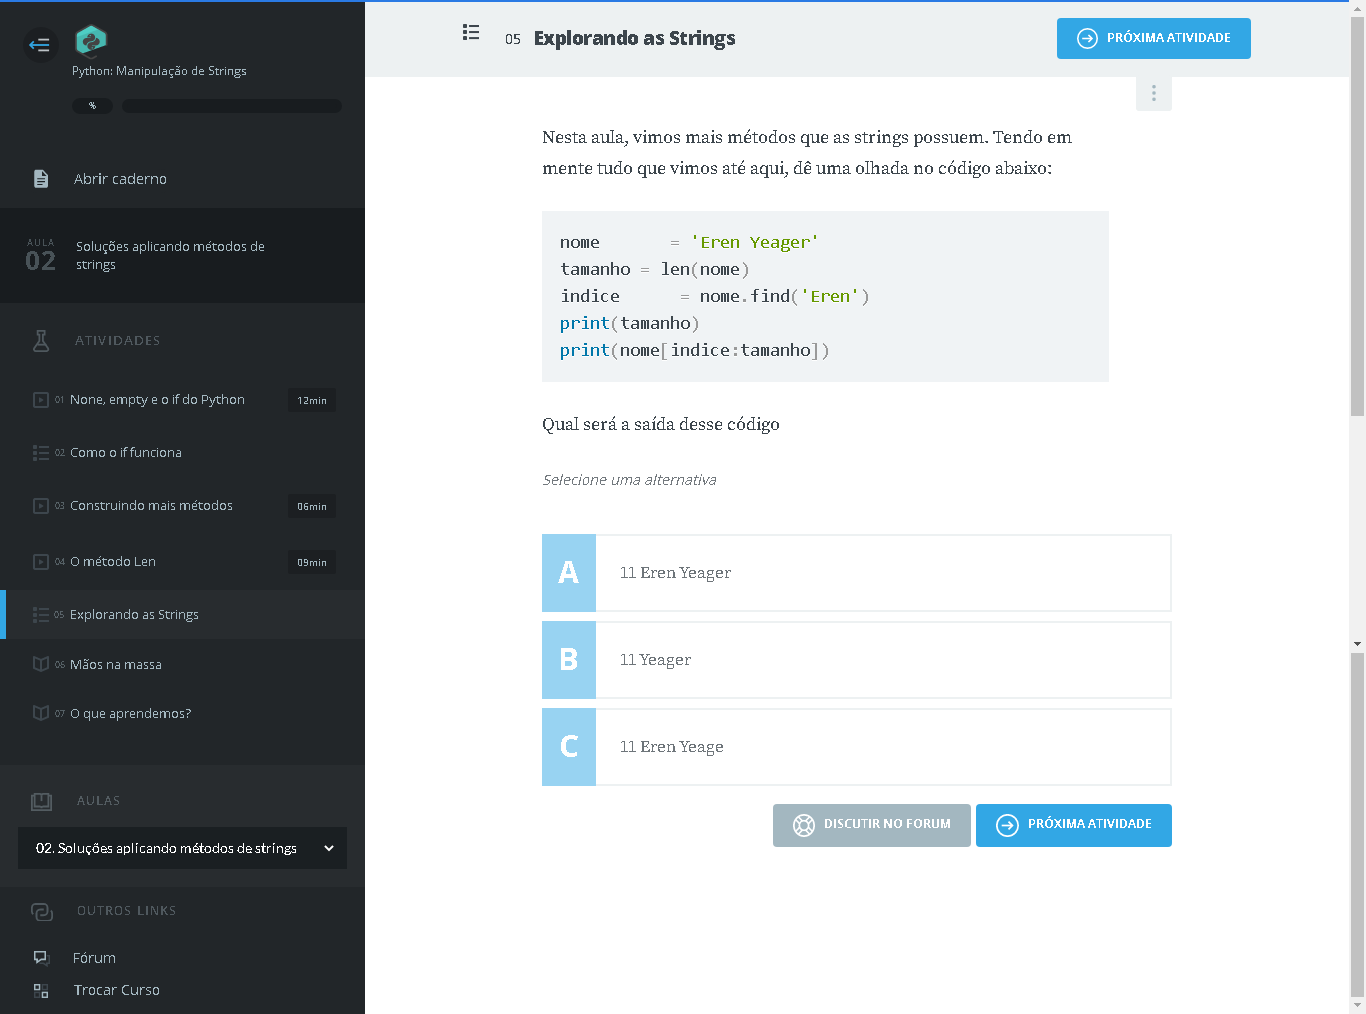 Python: Manipulação de Strings
%
Abrir caderno
AULA
02
Soluções aplicando métodos de
strings
ATIVIDADES
01 None, empty e o if do Python 12min
02 Como o if funciona
03 Construindo mais métodos 06min
04 O método Len 09min
05 Explorando as Strings
06 Mãos na massa
07 O que aprendemos?
AULAS
02. Soluções aplicando métodos de strings
OUTROS LINKS
Fórum
Trocar Curso
05 Explorando as Strings
PRÓXIMA ATIVIDADE
Nesta aula, vimos mais métodos que as strings possuem. Tendo em
mente tudo que vimos até aqui, dê uma olhada no código abaixo:
nome       = 'Eren Yeager'
tamanho = len(nome)
indice      = nome.find('Eren')
print(tamanho)
print(nome[indice:tamanho])
Qual será a saída desse código
Selecione uma alternativa
A 11 Eren Yeager
B 11 Yeager
C 11 Eren Yeage
DISCUTIR NO FORUM
PRÓXIMA ATIVIDADE